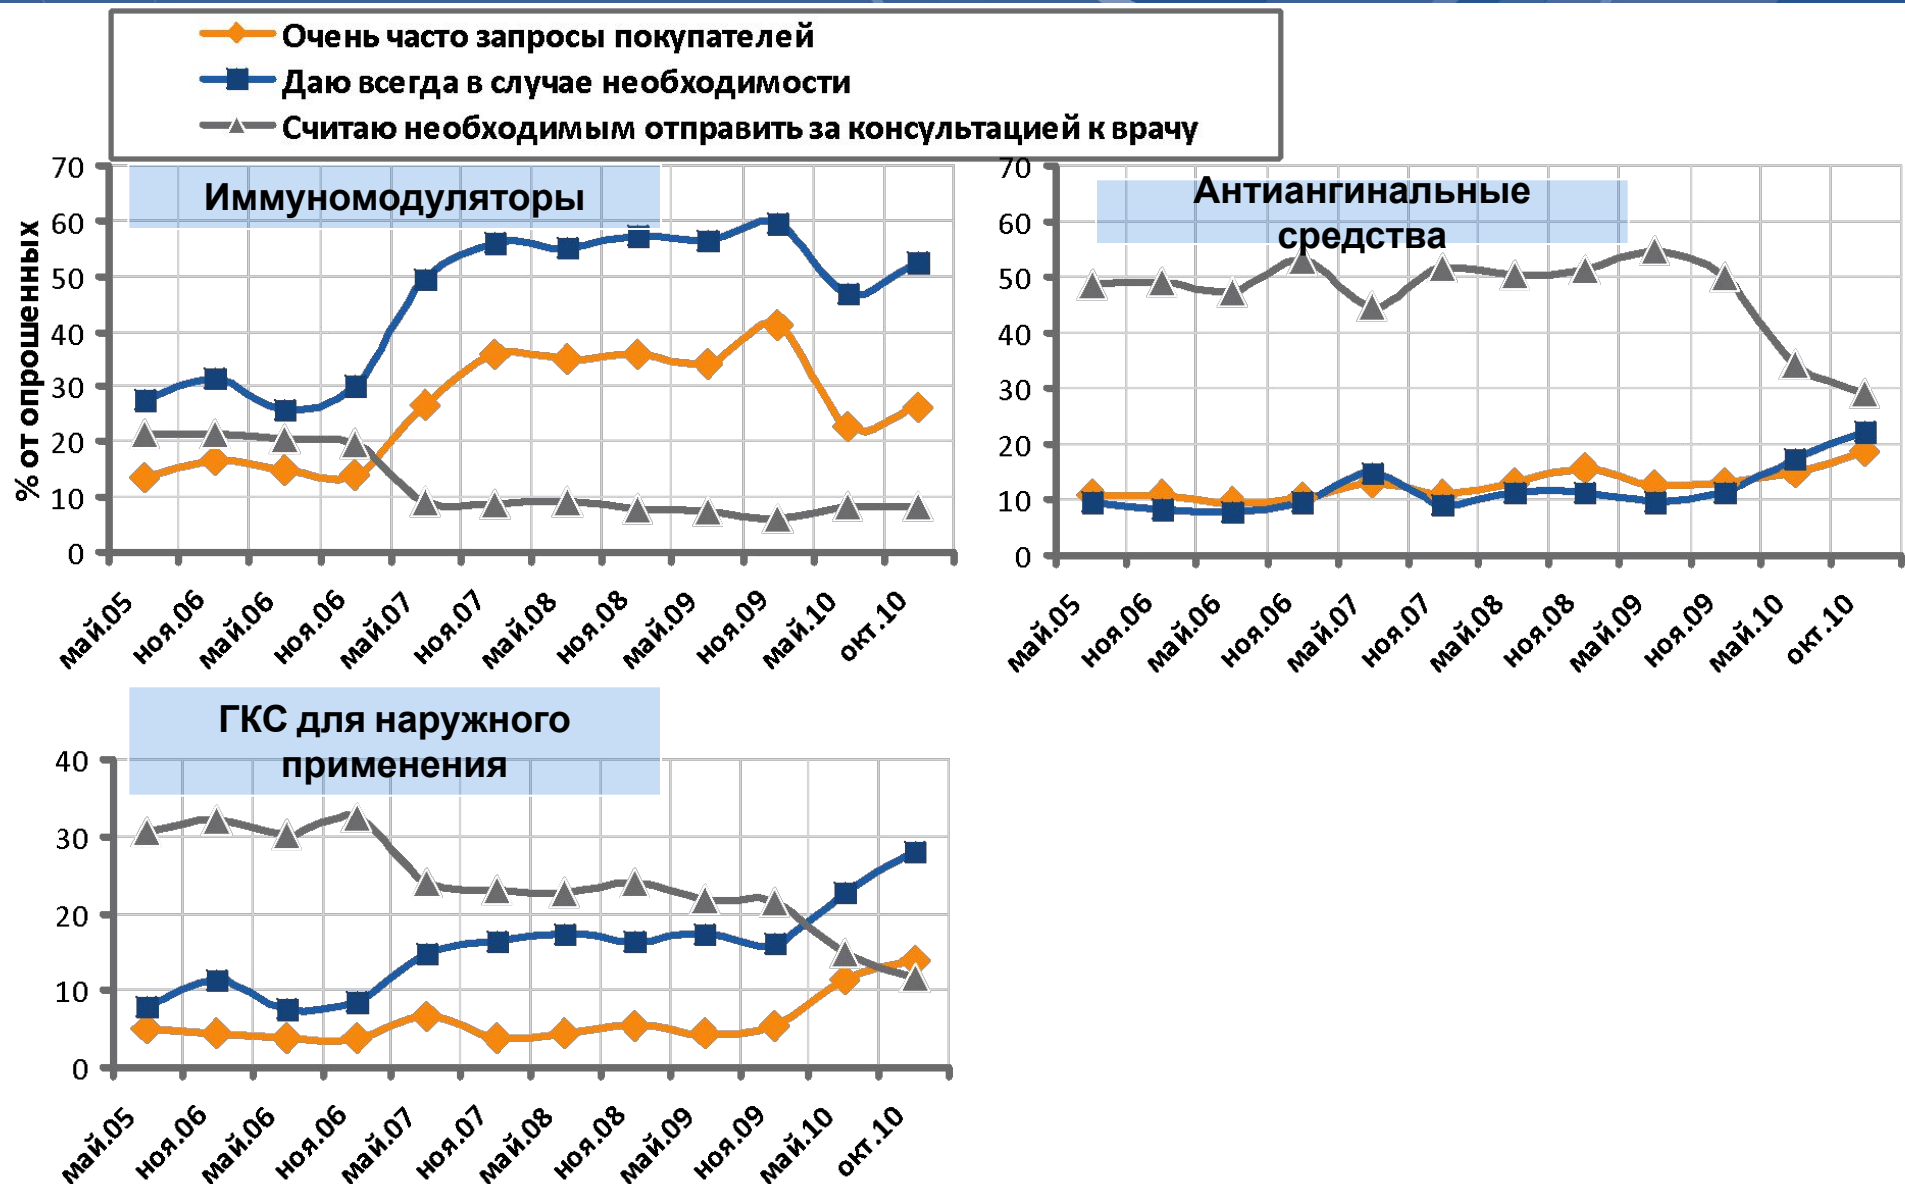 Очень часто запросы покупателей
Даю всегда в случае необходимости
Считаю необходимым отправить за консультацией к врачу
Иммуномодуляторы
% от опрошенных
70
60
50
40
30
20
10
0
май.05 ноя.06 май.06 ноя.06 май.07 ноя.07 май.08 ноя.08 май.09 ноя.09 май.10 окт.10
Антиангинальные
средства
70
60
50
40
30
20
10
0
май.05 ноя.06 май.06 ноя.06 май.07 ноя.07 май.08 ноя.08 май.09 ноя.09 май.10 окт.10
ГКС для наружного
применения
40
30
20
10
0
май.05 ноя.06 май.06 ноя.06 май.07 ноя.07 май.08 ноя.08 май.09 ноя.09 май.10 окт.10